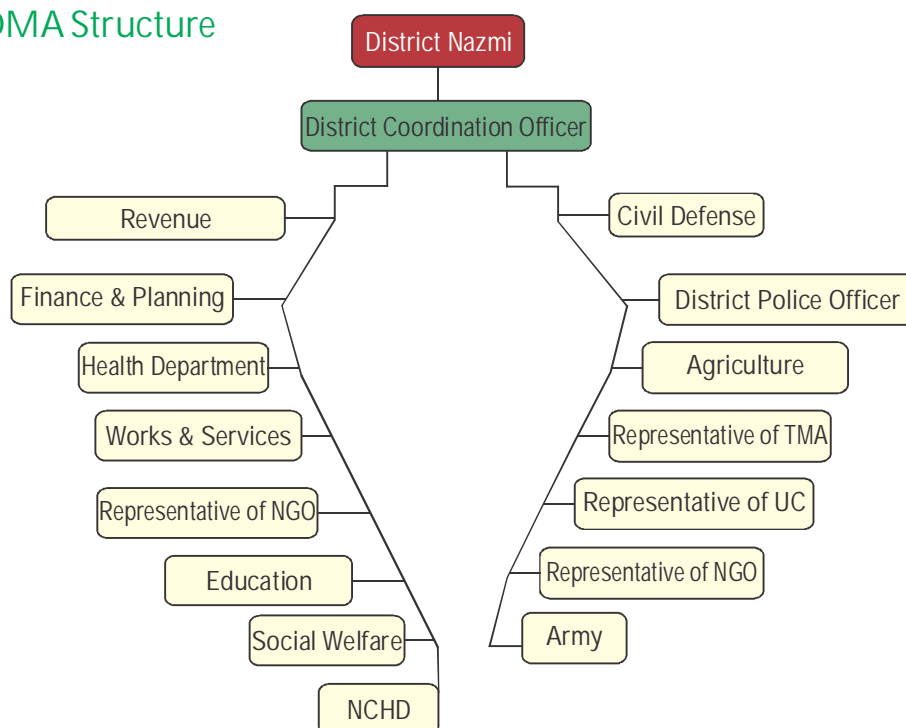 DMA Structure
District Nazmi
District Coordination Officer
Revenue
Finance & Planning
Health Department
Works & Services
Representative of NGO
Education
Social Welfare
NCHD
Civil Defense
District Police Officer
Agriculture
Representative of TMA
Representative of UC
Representative of NGO
Army